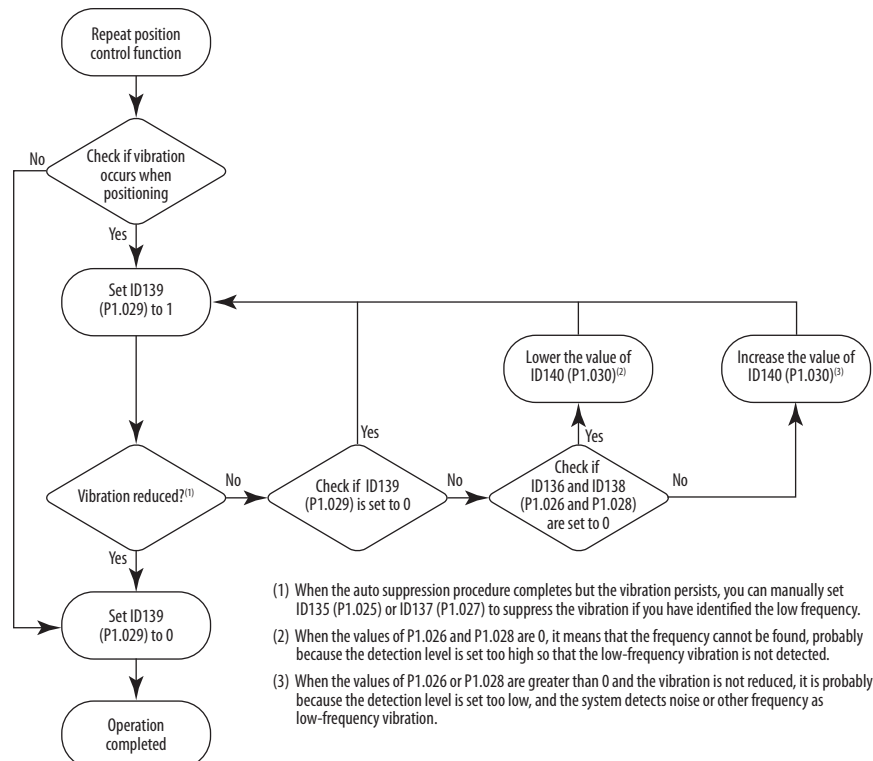 Repeat position
control function
Check if vibration
occurs when
positioning
No
Yes
Set ID139
(P1.029) to 1
Lower the value of
ID140 (P1.030)(2)
Increase the value of
ID140 (P1.030)(3)
Vibration reduced?(1)
No
Yes
Check if ID139
(P1.029) is set to 0
Yes
No
Check if
ID136 and ID138
(P1.026 and P1.028)
are set to 0
Yes
No
Set ID139
(P1.029) to 0
Operation
completed
(1) When the auto suppression procedure completes but the vibration persists, you can manually set
ID135 (P1.025) or ID137 (P1.027) to suppress the vibration if you have identified the low frequency.
(2) When the values of P1.026 and P1.028 are 0, it means that the frequency cannot be found, probably
because the detection level is set too high so that the low-frequency vibration is not detected.
(3) When the values of P1.026 or P1.028 are greater than 0 and the vibration is not reduced, it is probably
because the detection level is set too low, and the system detects noise or other frequency as
low-frequency vibration.